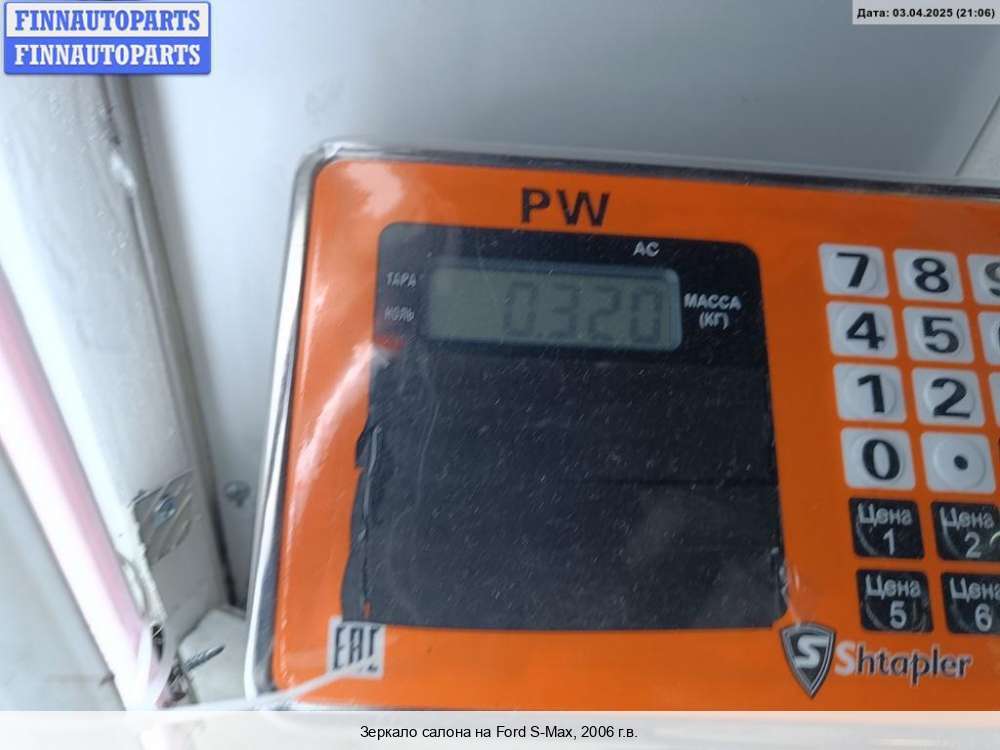 FINNAUTOPARTS
FINNAUTOPARTS
Дата: 03.04.2025 (21:06)
PW
AC
ТАРА
НОЛЬ
0.320
МАССА
(КГ)
7 8 9
4 5
1 2
0 .
Цена 1
Цена 2
Цена 5
Цена 6
EAC
S
Shtapler
Зеркало салона на Ford S-Max, 2006 г.в.